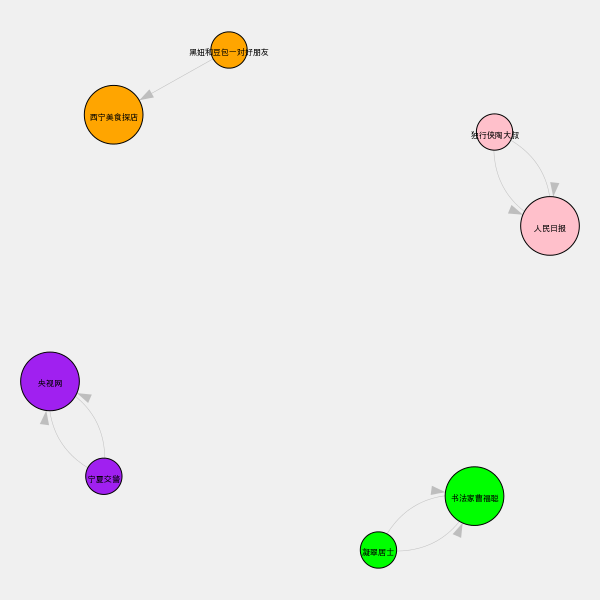 黑妞和豆包一对好朋友
西宁美食探店
独行侠陶大叔
人民日报
央视网
宁夏交警
书法家曹福聪
凝翠居士